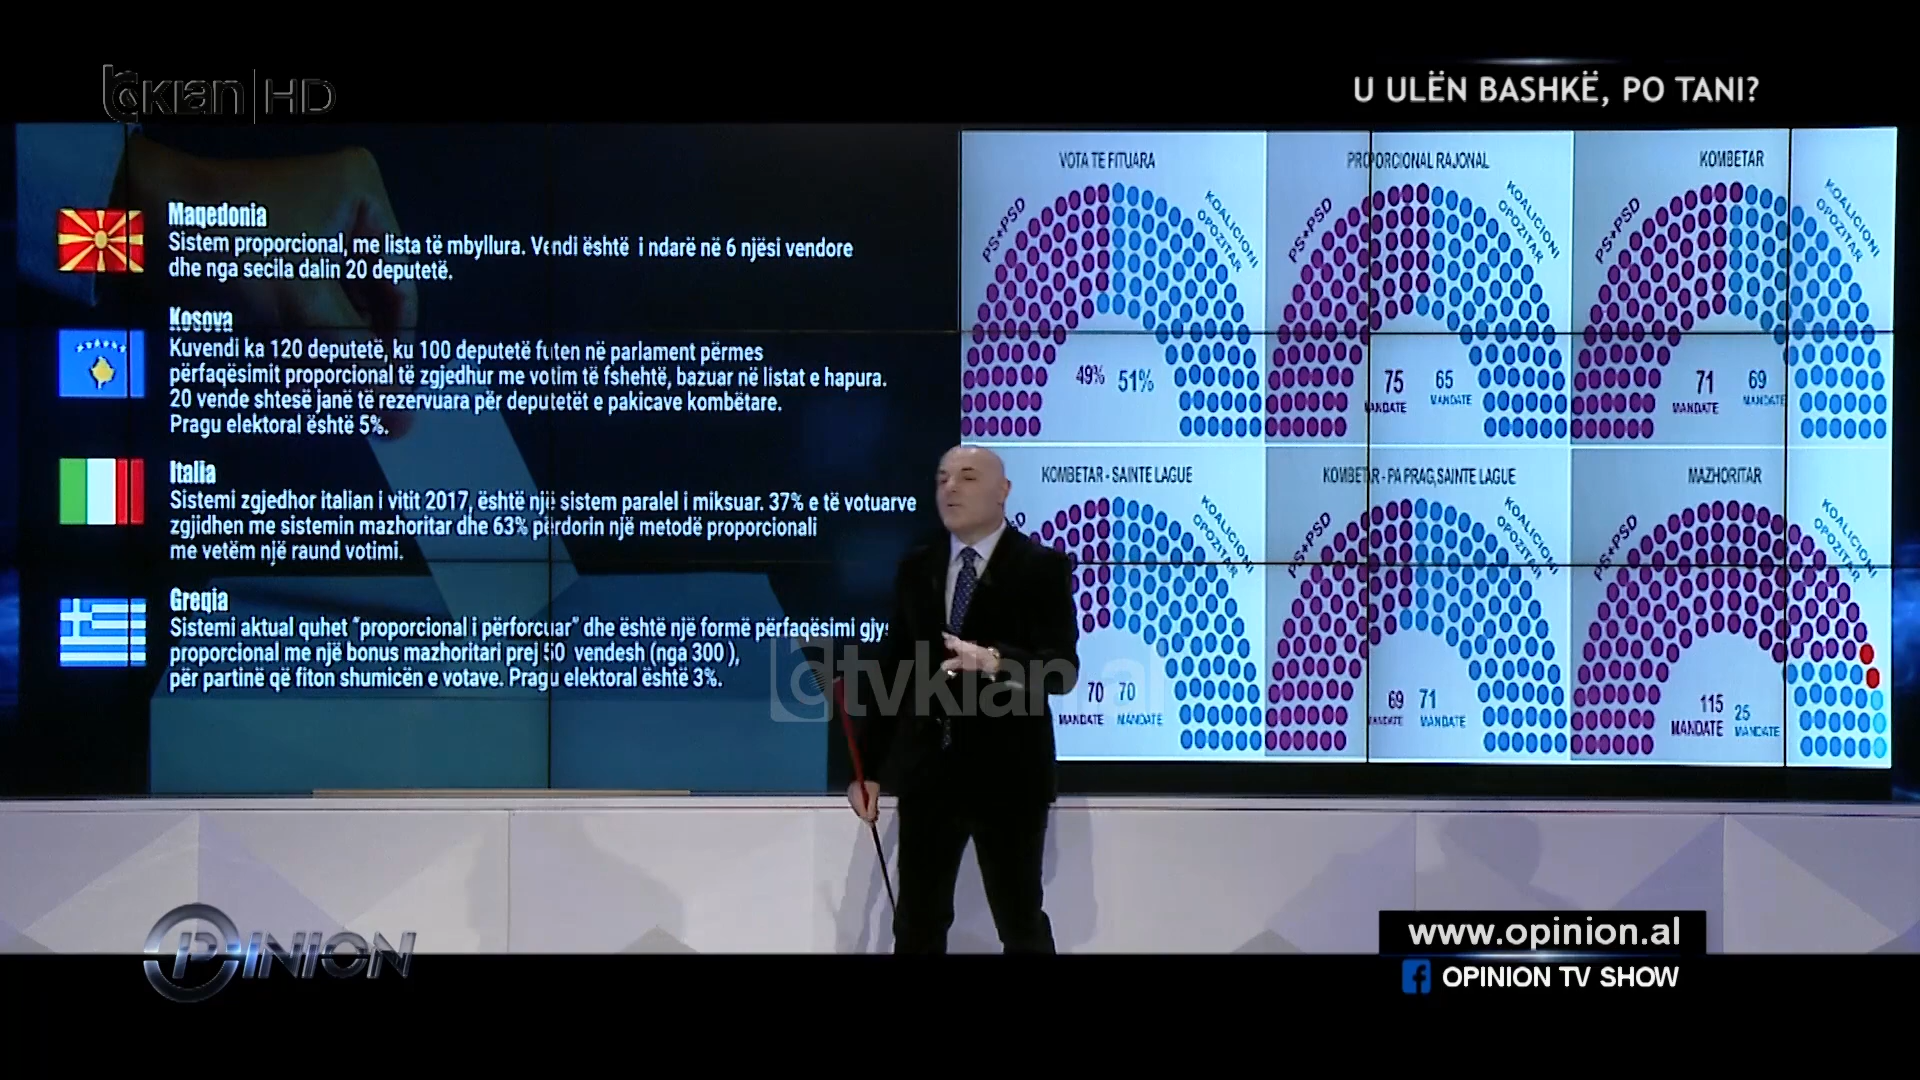 tvklan HD
U ULËN BASHKË, PO TANI?
Maqedonia
Sistem proporcional, me lista të mbyllura. Vendi është i ndarë në 6 njësi vendore
dhe nga secila dalin 20 deputetë.
Kosova
Kuvendi ka 120 deputetë, ku 100 deputetë futen në parlament përmes
përfaqësimit proporcional të zgjedhur me votim të fshehtë, bazuar në listat e hapura.
20 vende shtesë janë të rezervuara për deputetët e pakicave kombëtare.
Pragu elektoral është 5%.
Italia
Sistemi zgjedhor italian i vitit 2017, është një sistem paralel i miksuar. 37% e të votuarve
zgjidhen me sistemin mazhoritar dhe 63% përdorin një metodë proporcionali
me vetëm një raund votimi.
Greqia
Sistemi aktual quhet “proporcional i përforcuar” dhe është një formë përfaqësimi
proporcional me një bonus mazhoritari prej 50 vendesh (nga 300 ),
për partinë që fiton shumicën e votave. Pragu elektoral është 3%.
VOTA TE FITUARA
PS+PSD
KOALICIONI
OPOZITAR
49% 51%
PROPORCIONAL RAJONAL
PS+PSD
KOALICIONI
OPOZITAR
75 65
MANDATE MANDATE
KOMBETAR
PS+PSD
KOALICIONI
OPOZITAR
71 69
MANDATE MANDATE
KOMBETAR - SAINTE LAGUE
KOALICIONI
OPOZITAR
70 70
MANDATE MANDATE
KOMBETAR - PA PRAG,SAINTE LAGUE
PS+PSD
KOALICIONI
OPOZITAR
69 71
MANDATE MANDATE
MAZHORITAR
PS+PSD
KOALICIONI
OPOZITAR
115 25
MANDATE MANDATE
tvklan.al
OPINION
www.opinion.al
OPINION TV SHOW